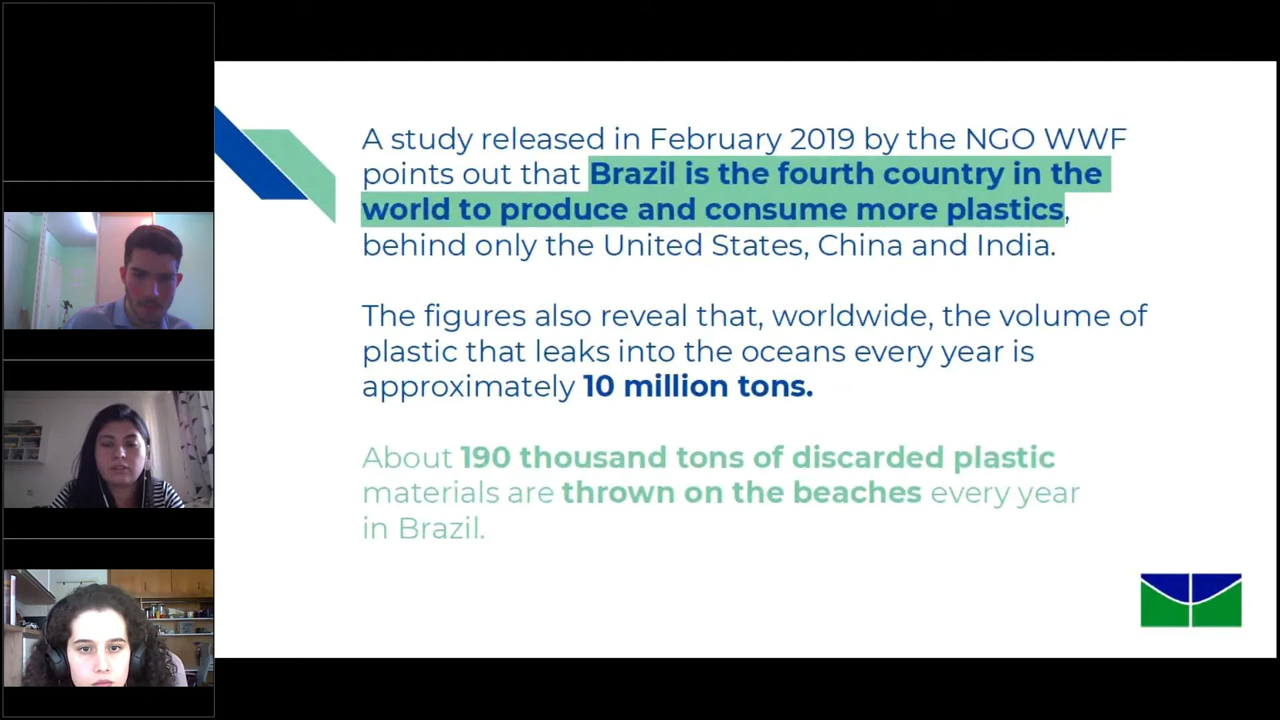 A study released in February 2019 by the NGO WWF
points out that Brazil is the fourth country in the
world to produce and consume more plastics,
behind only the United States, China and India.
The figures also reveal that, worldwide, the volume of
plastic that leaks into the oceans every year is
approximately 10 million tons.
About 190 thousand tons of discarded plastic
materials are thrown on the beaches every year
in Brazil.